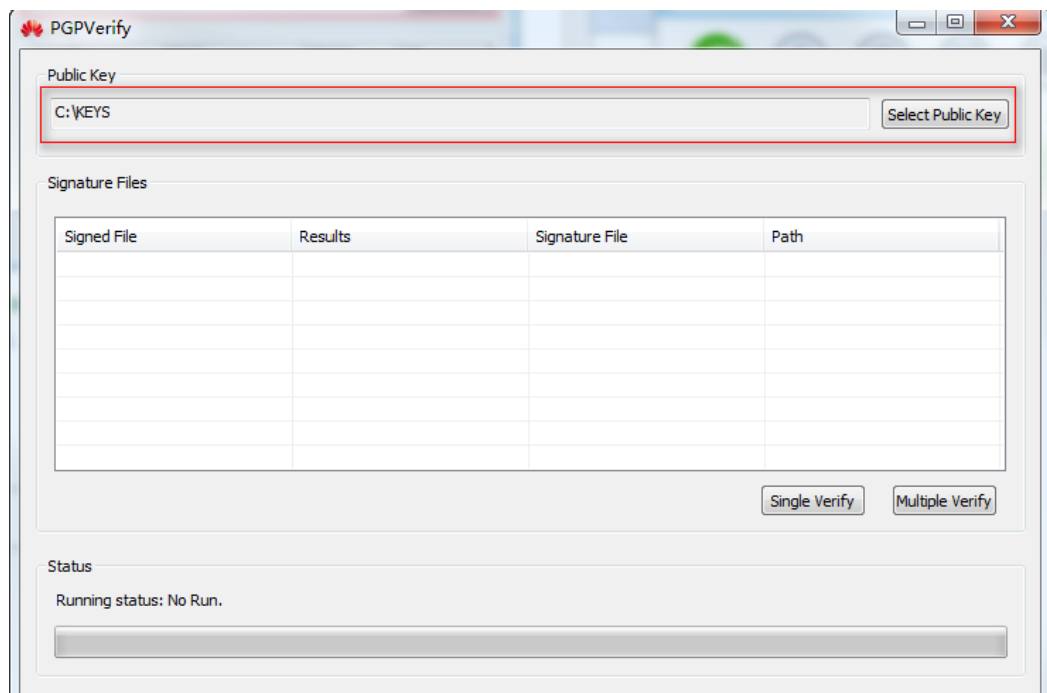 PGPVerify
Public Key
C:\KEYS
Select Public Key
Signature Files
Signed File Results Signature File Path
Single Verify Multiple Verify
Status
Running status: No Run.